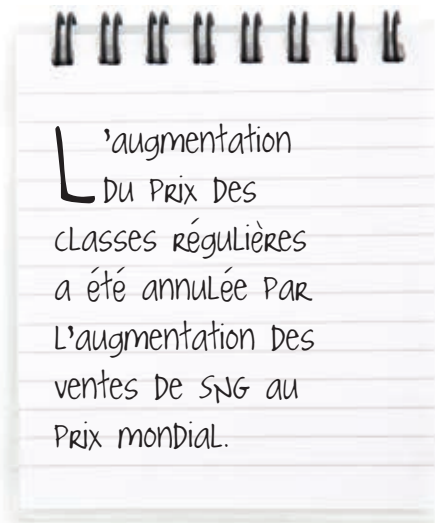 L'augmentation
du prix des
classes régulières
a été annulée par
l'augmentation des
ventes de SNG au
prix mondial.